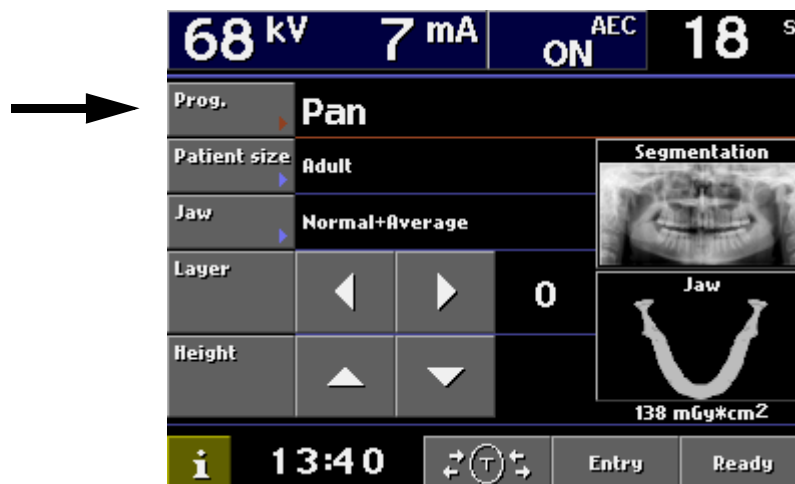 68 kV 7 mA ON AEC 18 s
Prog. Pan
Patient size Adult
Segmentation
Jaw Normal+Average
Layer 0
Jaw
Height
138 mGy*cm2
i 13:40 T Entry Ready